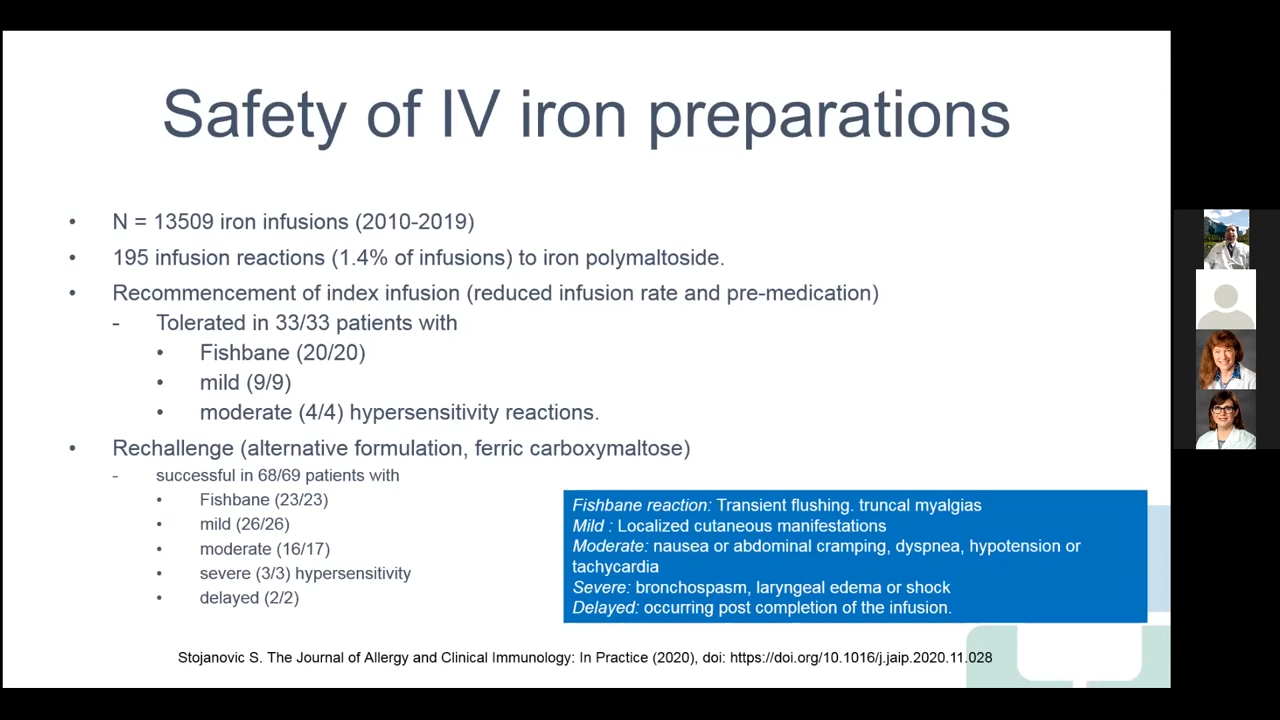 Safety of IV iron preparations
• N = 13509 iron infusions (2010-2019)
• 195 infusion reactions (1.4% of infusions) to iron polymaltoside.
• Recommencement of index infusion (reduced infusion rate and pre-medication)
- Tolerated in 33/33 patients with
• Fishbane (20/20)
• mild (9/9)
• moderate (4/4) hypersensitivity reactions.
• Rechallenge (alternative formulation, ferric carboxymaltose)
- successful in 68/69 patients with
• Fishbane (23/23)
• mild (26/26)
• moderate (16/17)
• severe (3/3) hypersensitivity
• delayed (2/2)
Fishbane reaction: Transient flushing. truncal myalgias
Mild : Localized cutaneous manifestations
Moderate: nausea or abdominal cramping, dyspnea, hypotension or
tachycardia
Severe: bronchospasm, laryngeal edema or shock
Delayed: occurring post completion of the infusion.
Stojanovic S. The Journal of Allergy and Clinical Immunology: In Practice (2020), doi: https://doi.org/10.1016/j.jaip.2020.11.028